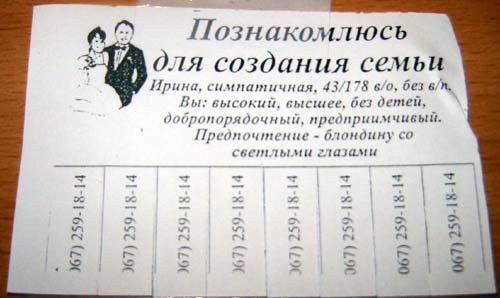 Познакомлюсь
для создания семьи
Ирина, симпатичная, 43/178 в/о, без в/п.
Вы: высокий, высшее, без детей,
добропорядочный, предприимчивый.
Предпочтение - блондину со
светлыми глазами
067) 259-18-14
067) 259-18-14
067) 259-18-14
067) 259-18-14
067) 259-18-14
067) 259-18-14
067) 259-18-14
067) 259-18-14